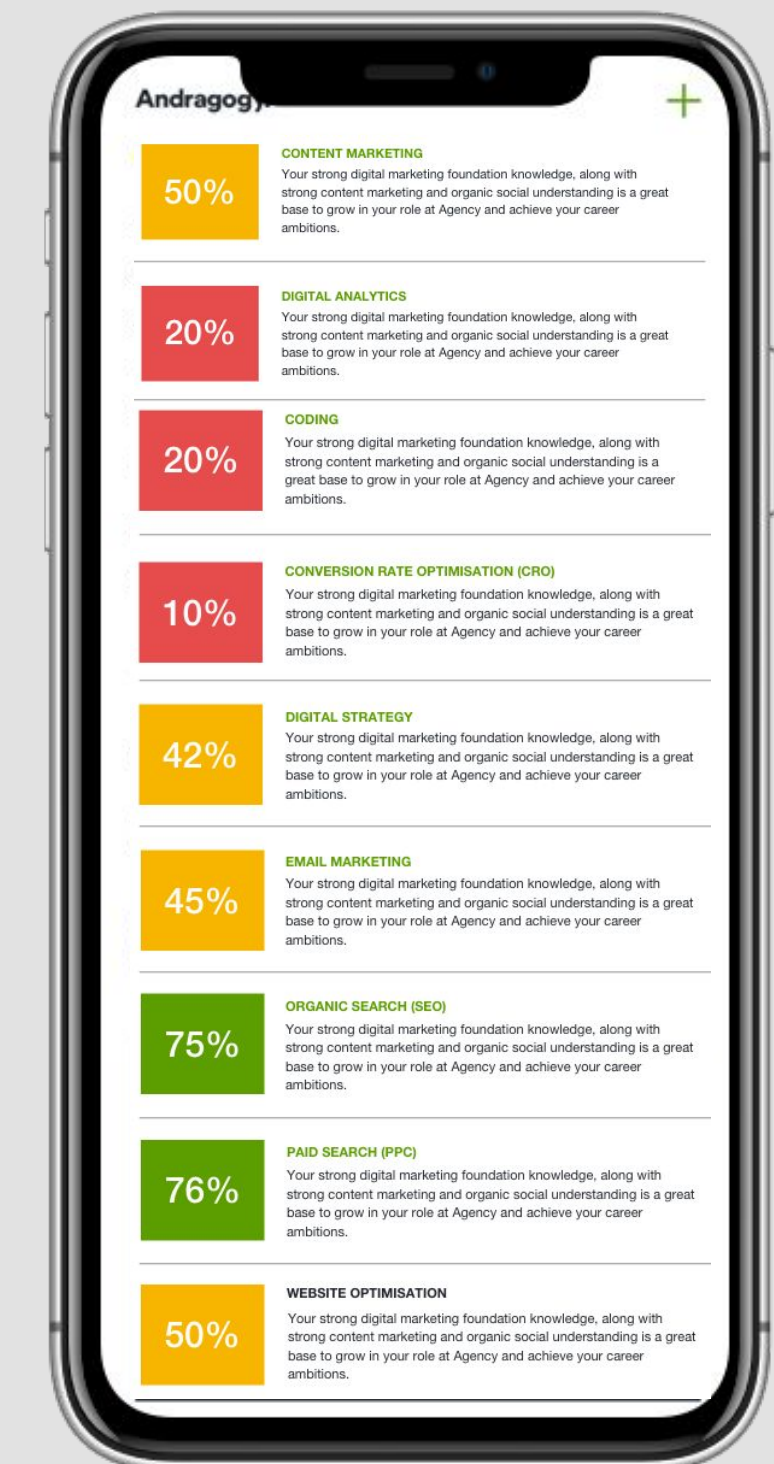 Andragogy.
50%
CONTENT MARKETING
Your strong digital marketing foundation knowledge, along with
strong content marketing and organic social understanding is a great
base to grow in your role at Agency and achieve your career
ambitions.
20%
DIGITAL ANALYTICS
Your strong digital marketing foundation knowledge, along with
strong content marketing and organic social understanding is a great
base to grow in your role at Agency and achieve your career
ambitions.
20%
CODING
Your strong digital marketing foundation knowledge, along with
strong content marketing and organic social understanding is a
great base to grow in your role at Agency and achieve your career
ambitions.
10%
CONVERSION RATE OPTIMISATION (CRO)
Your strong digital marketing foundation knowledge, along with
strong content marketing and organic social understanding is a great
base to grow in your role at Agency and achieve your career
ambitions.
42%
DIGITAL STRATEGY
Your strong digital marketing foundation knowledge, along with
strong content marketing and organic social understanding is a great
base to grow in your role at Agency and achieve your career
ambitions.
45%
EMAIL MARKETING
Your strong digital marketing foundation knowledge, along with
strong content marketing and organic social understanding is a great
base to grow in your role at Agency and achieve your career
ambitions.
75%
ORGANIC SEARCH (SEO)
Your strong digital marketing foundation knowledge, along with
strong content marketing and organic social understanding is a great
base to grow in your role at Agency and achieve your career
ambitions.
76%
PAID SEARCH (PPC)
Your strong digital marketing foundation knowledge, along with
strong content marketing and organic social understanding is a great
base to grow in your role at Agency and achieve your career
ambitions.
50%
WEBSITE OPTIMISATION
Your strong digital marketing foundation knowledge, along with
strong content marketing and organic social understanding is a great
base to grow in your role at Agency and achieve your career
ambitions.